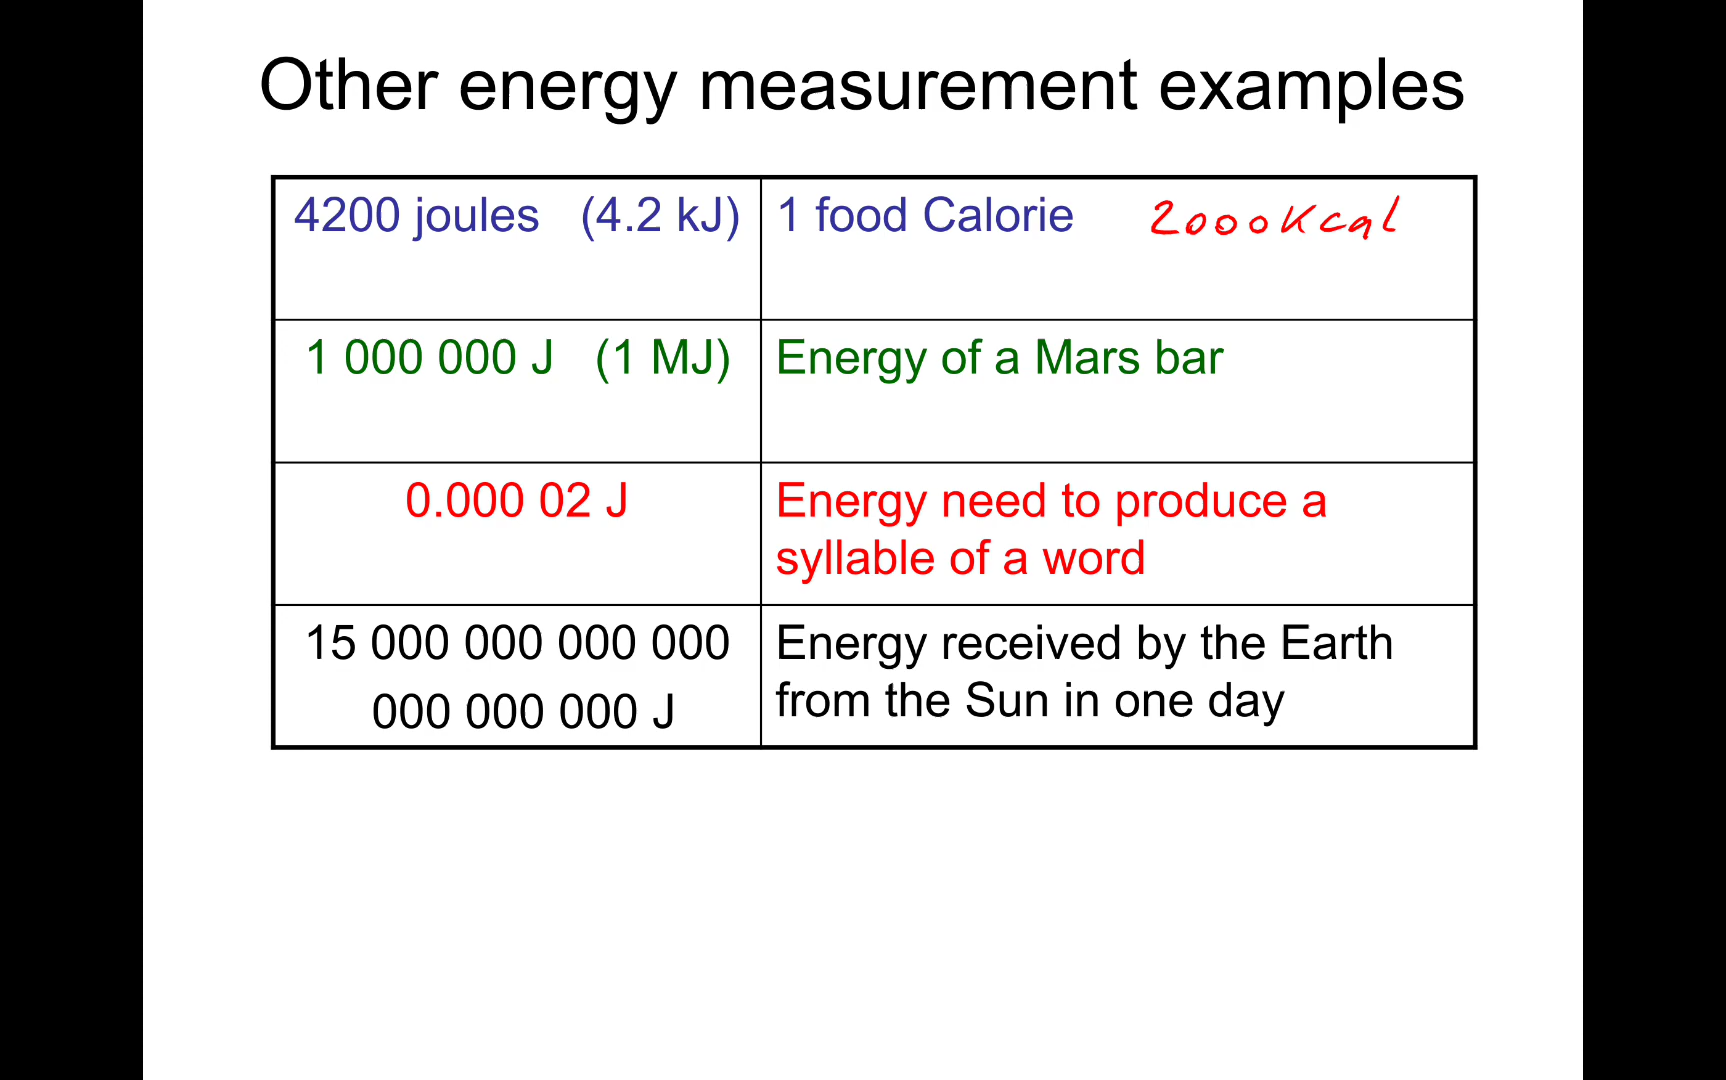 Other energy measurement examples
4200 joules (4.2 kJ)
1 food Calorie 2000Kcal
1 000 000 J (1 MJ)
Energy of a Mars bar
0.000 02 J
Energy need to produce a
syllable of a word
15 000 000 000 000
000 000 000 J
Energy received by the Earth
from the Sun in one day